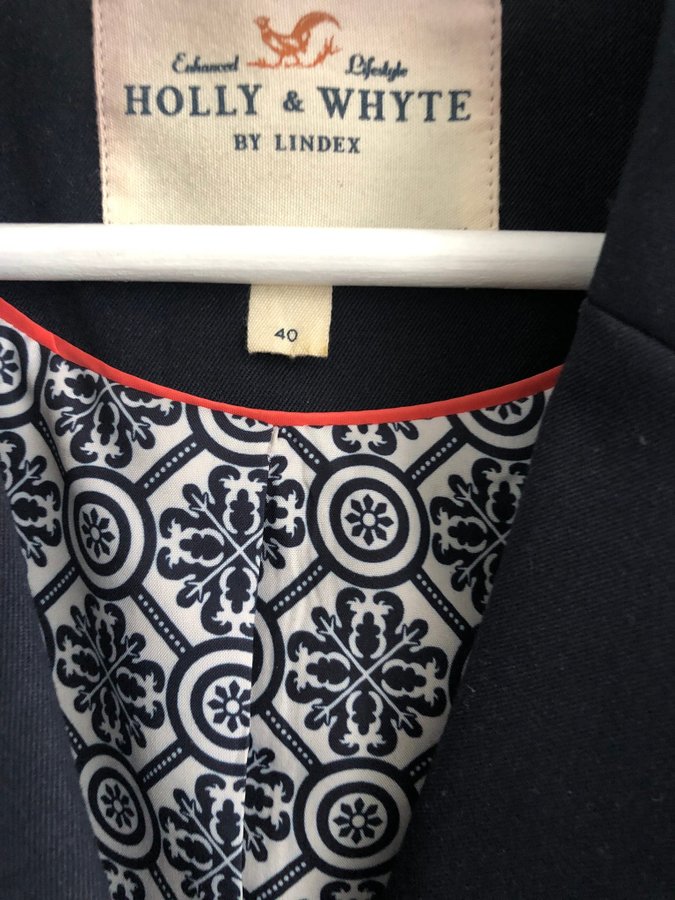 Enhanced Lifestyle
HOLLY & WHYTE
BY LINDEX
40